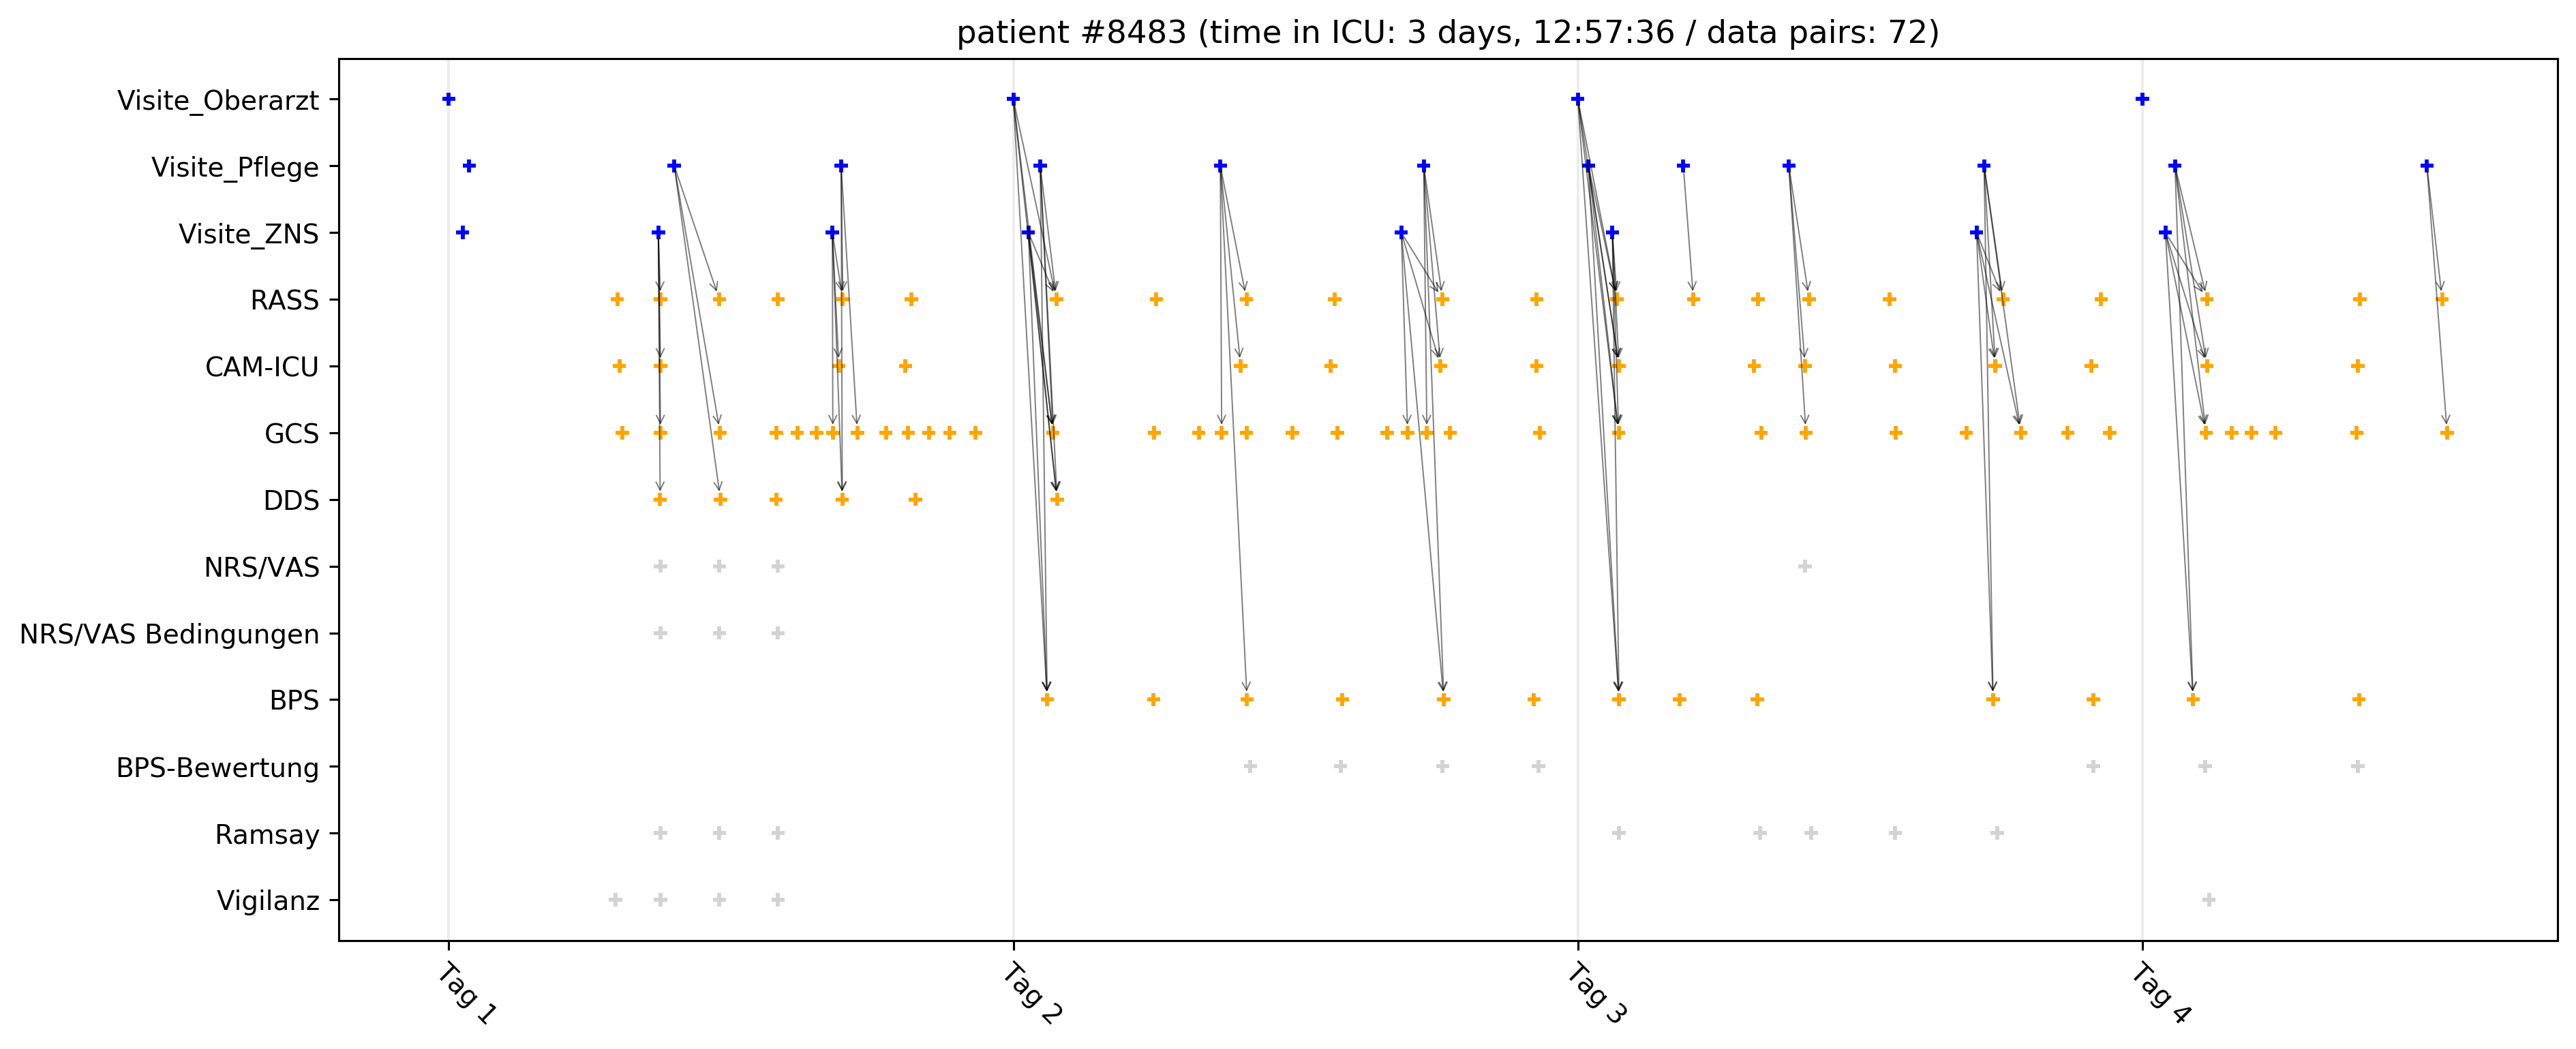 patient #8483 (time in ICU: 3 days, 12:57:36 / data pairs: 72)
Visite_Oberarzt
Visite_Pflege
Visite_ZNS
RASS
CAM-ICU
GCS
DDS
NRS/VAS
NRS/VAS Bedingungen
BPS
BPS-Bewertung
Ramsay
Vigilanz
Tag 1
Tag 2
Tag 3
Tag 4